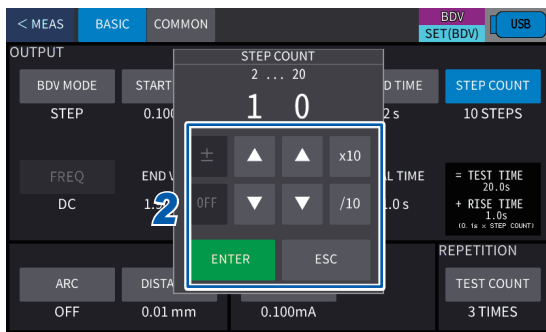 < MEAS BASIC COMMON BDV SET(BDV) USB
OUTPUT
STEP COUNT
2 ... 20
1 0
BDV MODE START D TIME STEP COUNT
STEP 0.100 2 s 10 STEPS
± x10
FREQ END V AL TIME = TEST TIME
20.0s
DC 1.0 s + RISE TIME
1.0s
(0.1s × STEP COUNT)
OFF /10
2
ENTER ESC
REPETITION
ARC DISTA TEST COUNT
OFF 0.01 mm 0.100mA 3 TIMES